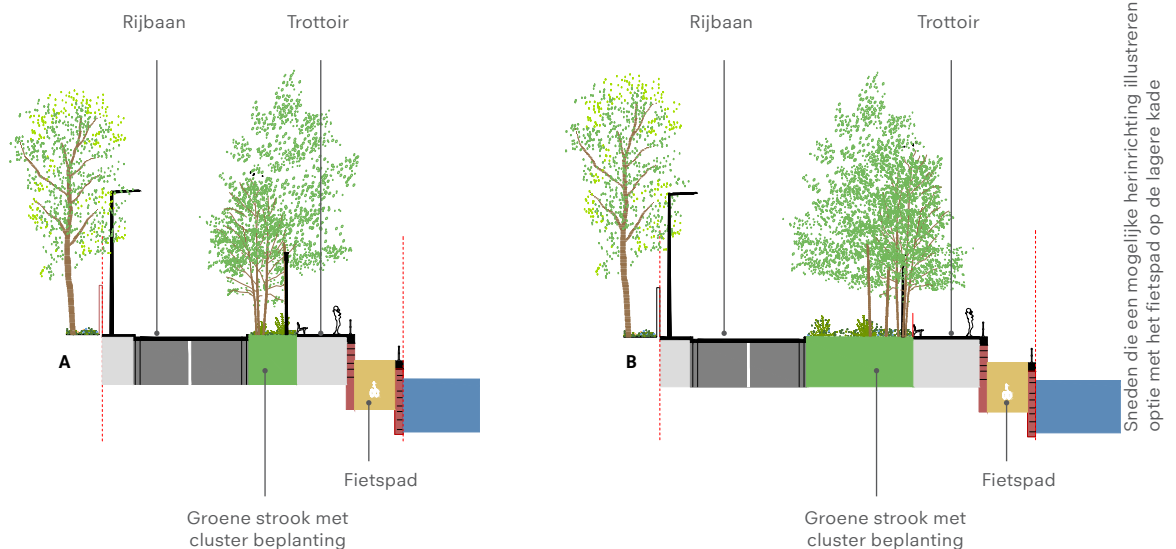 Rijbaan
Trottoir
A
Fietspad
Groene strook met
cluster beplanting
Rijbaan
Trottoir
B
Fietspad
Groene strook met
cluster beplanting
Sneden die een mogelijke herinrichting illustreren
optie met het fietspad op de lagere kade